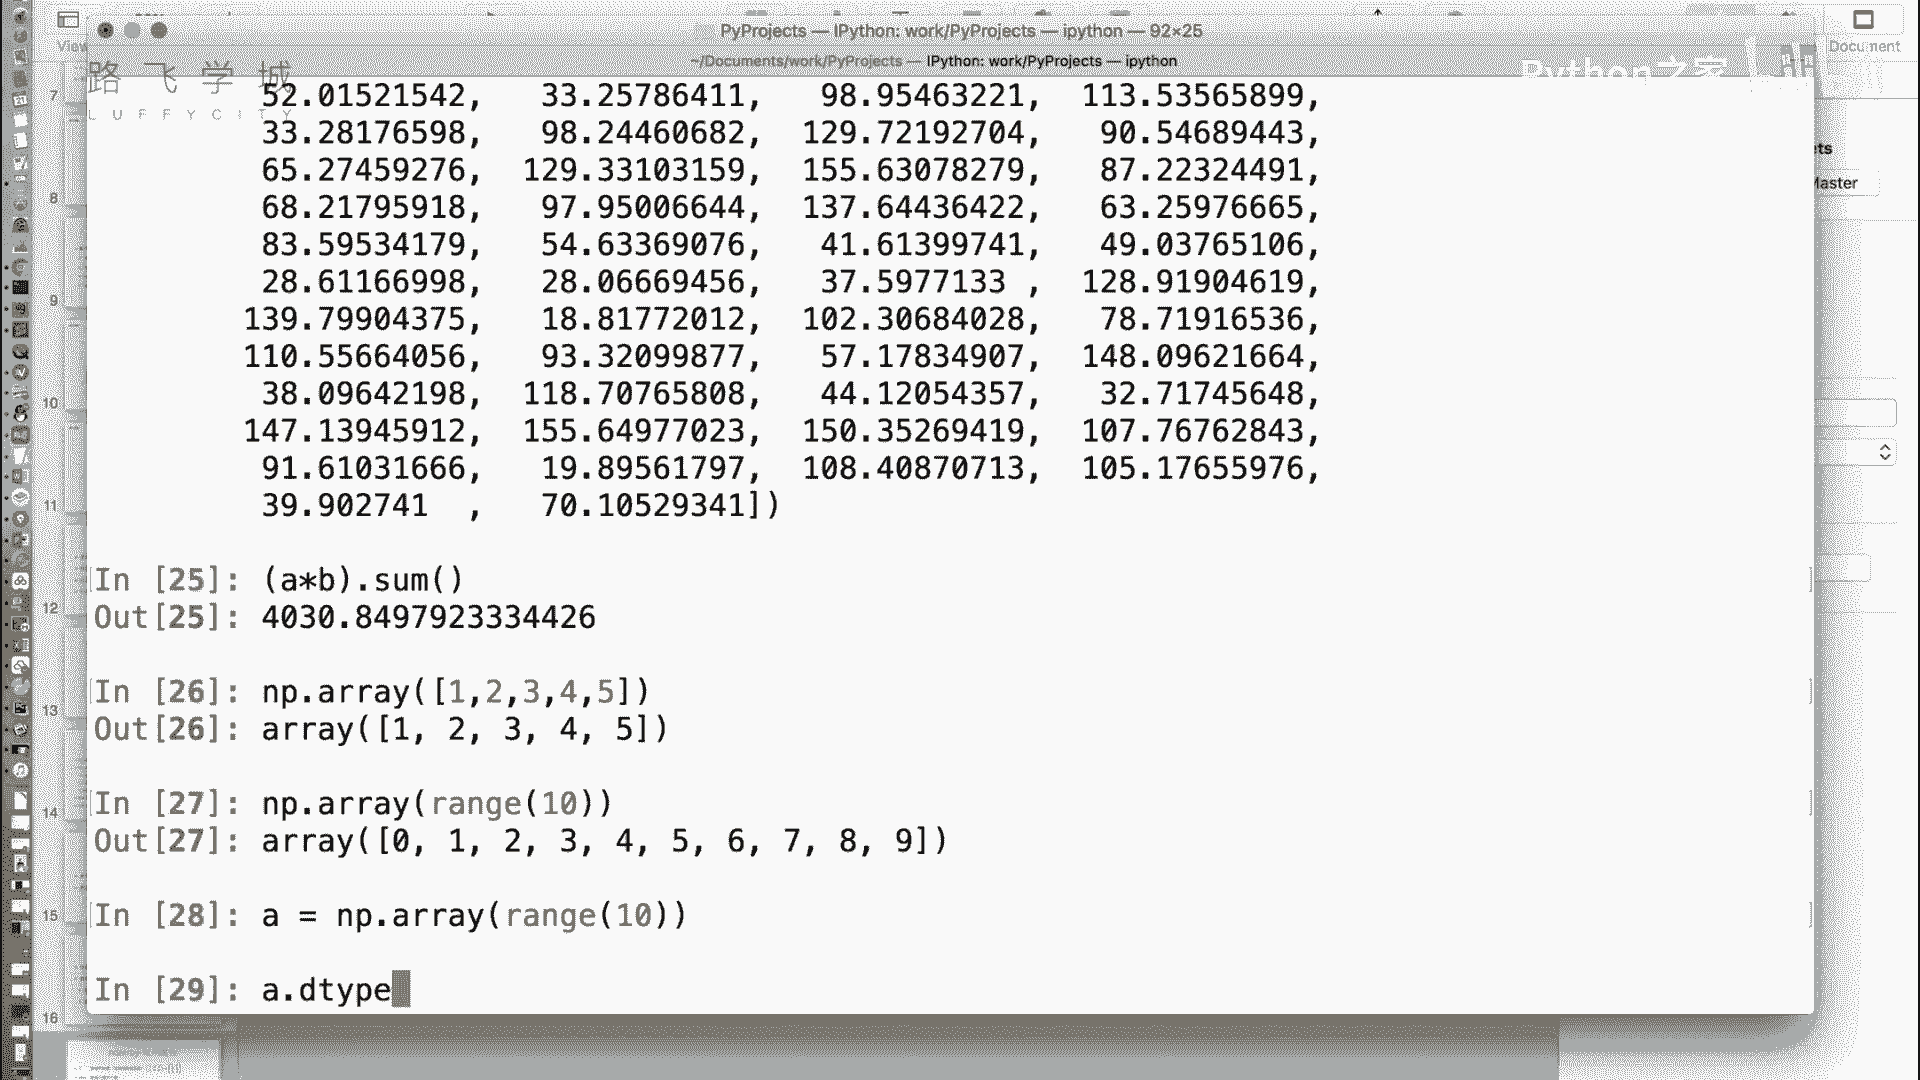 PyProjects — IPython: work/PyProjects — ipython — 92×25
View
Document
~/Documents/work/PyProjects — IPython: work/PyProjects — ipython
路飞学城
LUFFYCITY
Python之家
7
52.01521542,   33.25786411,   98.95463221,  113.53565899,
33.28176598,   98.24460682,  129.72192704,   90.54689443,
65.27459276,  129.33103159,  155.63078279,   87.22324491,
Master
8
68.21795918,   97.95006644,  137.64436422,   63.25976665,
83.59534179,   54.63369076,   41.61399741,   49.03765106,
28.61166998,   28.06669456,   37.5977133 ,  128.91904619,
9
139.79904375,   18.81772012,  102.30684028,   78.71916536,
110.55664056,   93.32099877,   57.17834907,  148.09621664,
38.09642198,  118.70765808,   44.12054357,   32.71745648,
10
147.13945912,  155.64977023,  150.35269419,  107.76762843,
91.61031666,   19.89561797,  108.40870713,  105.17655976,
39.902741  ,   70.10529341])
11
In [25]: (a*b).sum()
12
Out[25]: 4030.8497923334426
In [26]: np.array([1,2,3,4,5])
13
Out[26]: array([1, 2, 3, 4, 5])
In [27]: np.array(range(10))
14
Out[27]: array([0, 1, 2, 3, 4, 5, 6, 7, 8, 9])
15
In [28]: a = np.array(range(10))
In [29]: a.dtype
16